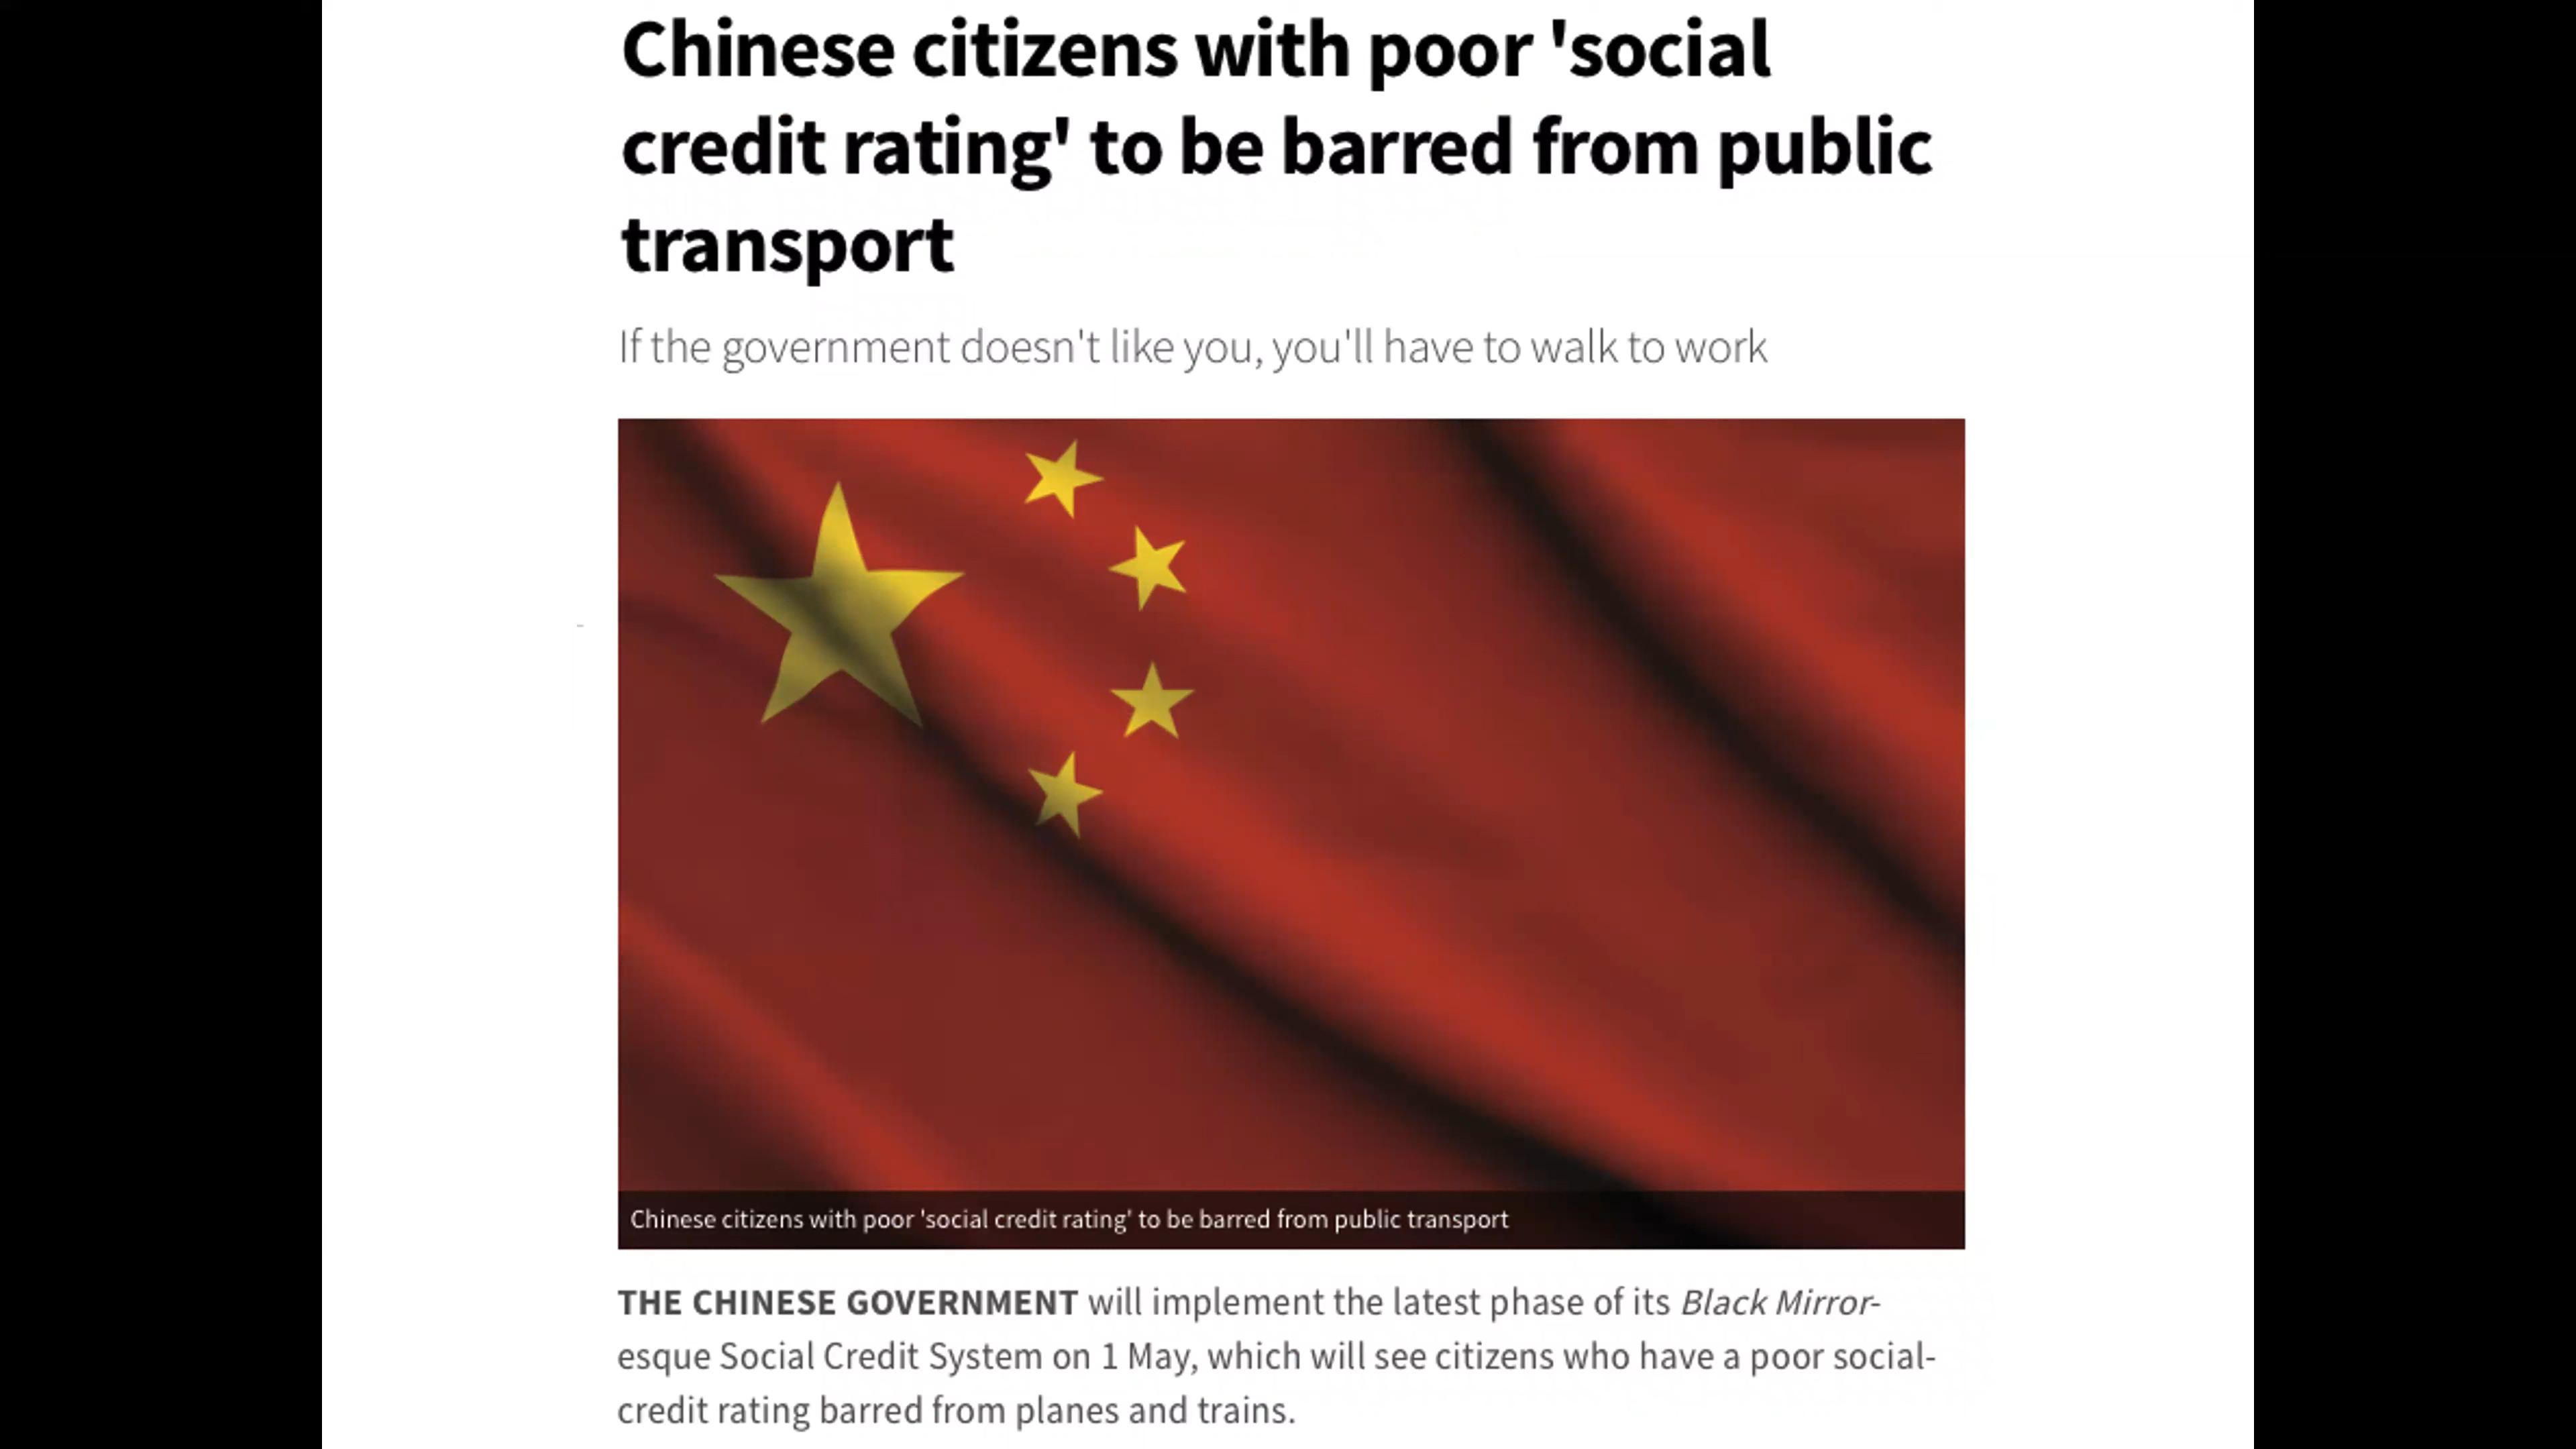 Chinese citizens with poor 'social
credit rating' to be barred from public
transport
If the government doesn't like you, you'll have to walk to work
Chinese citizens with poor 'social credit rating' to be barred from public transport
THE CHINESE GOVERNMENT will implement the latest phase of its Black Mirror-
esque Social Credit System on 1 May, which will see citizens who have a poor social-
credit rating barred from planes and trains.